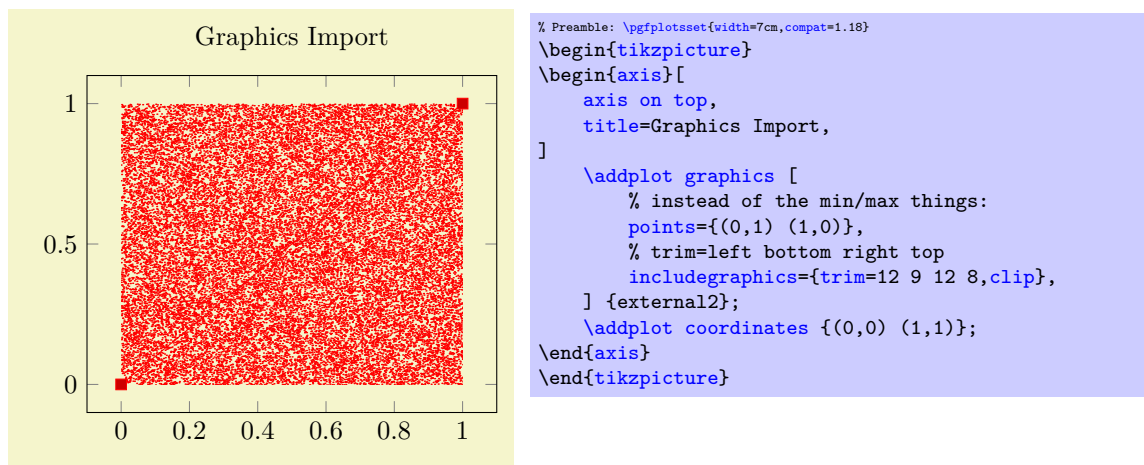 Graphics Import
1
0.5
0
0 0.2 0.4 0.6 0.8 1
% Preamble: \pgfplotsset{width=7cm,compat=1.18}
\begin{tikzpicture}
\begin{axis}[
    axis on top,
    title=Graphics Import,
]
    \addplot graphics [
        % instead of the min/max things:
        points={(0,1) (1,0)},
        % trim=left bottom right top
        includegraphics={trim=12 9 12 8,clip},
    ] {external2};
    \addplot coordinates {(0,0) (1,1)};
\end{axis}
\end{tikzpicture}